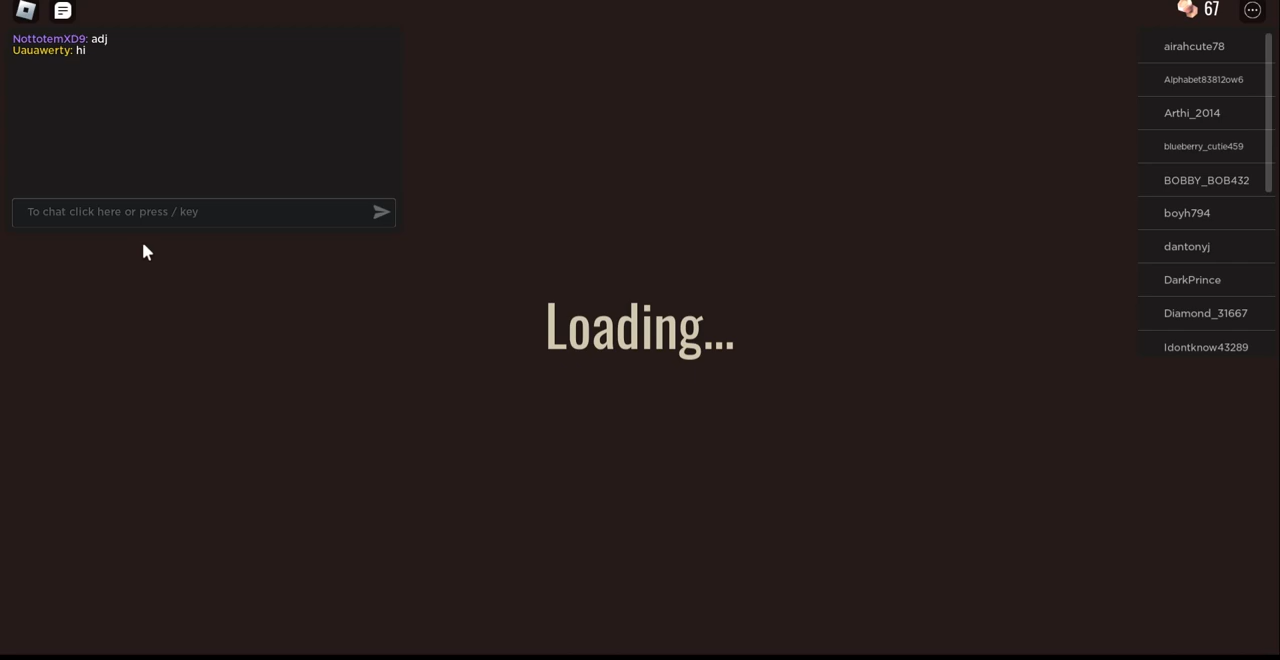 67
NottotemXD9: adj
Uauawerty: hi
To chat click here or press / key
Loading...
airahcute78
Alphabet83812ow6
Arthi_2014
blueberry_cutie459
BOBBY_BOB432
boyh794
dantonyj
DarkPrince
Diamond_31667
Idontknow43289